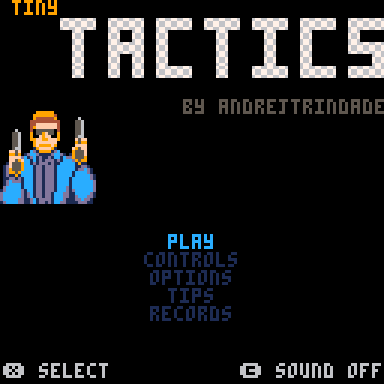 TINY
TACTICS
BY ANDREITRINDADE
PLAY
CONTROLS
OPTIONS
TIPS
RECORDS
X SELECT
C SOUND OFF